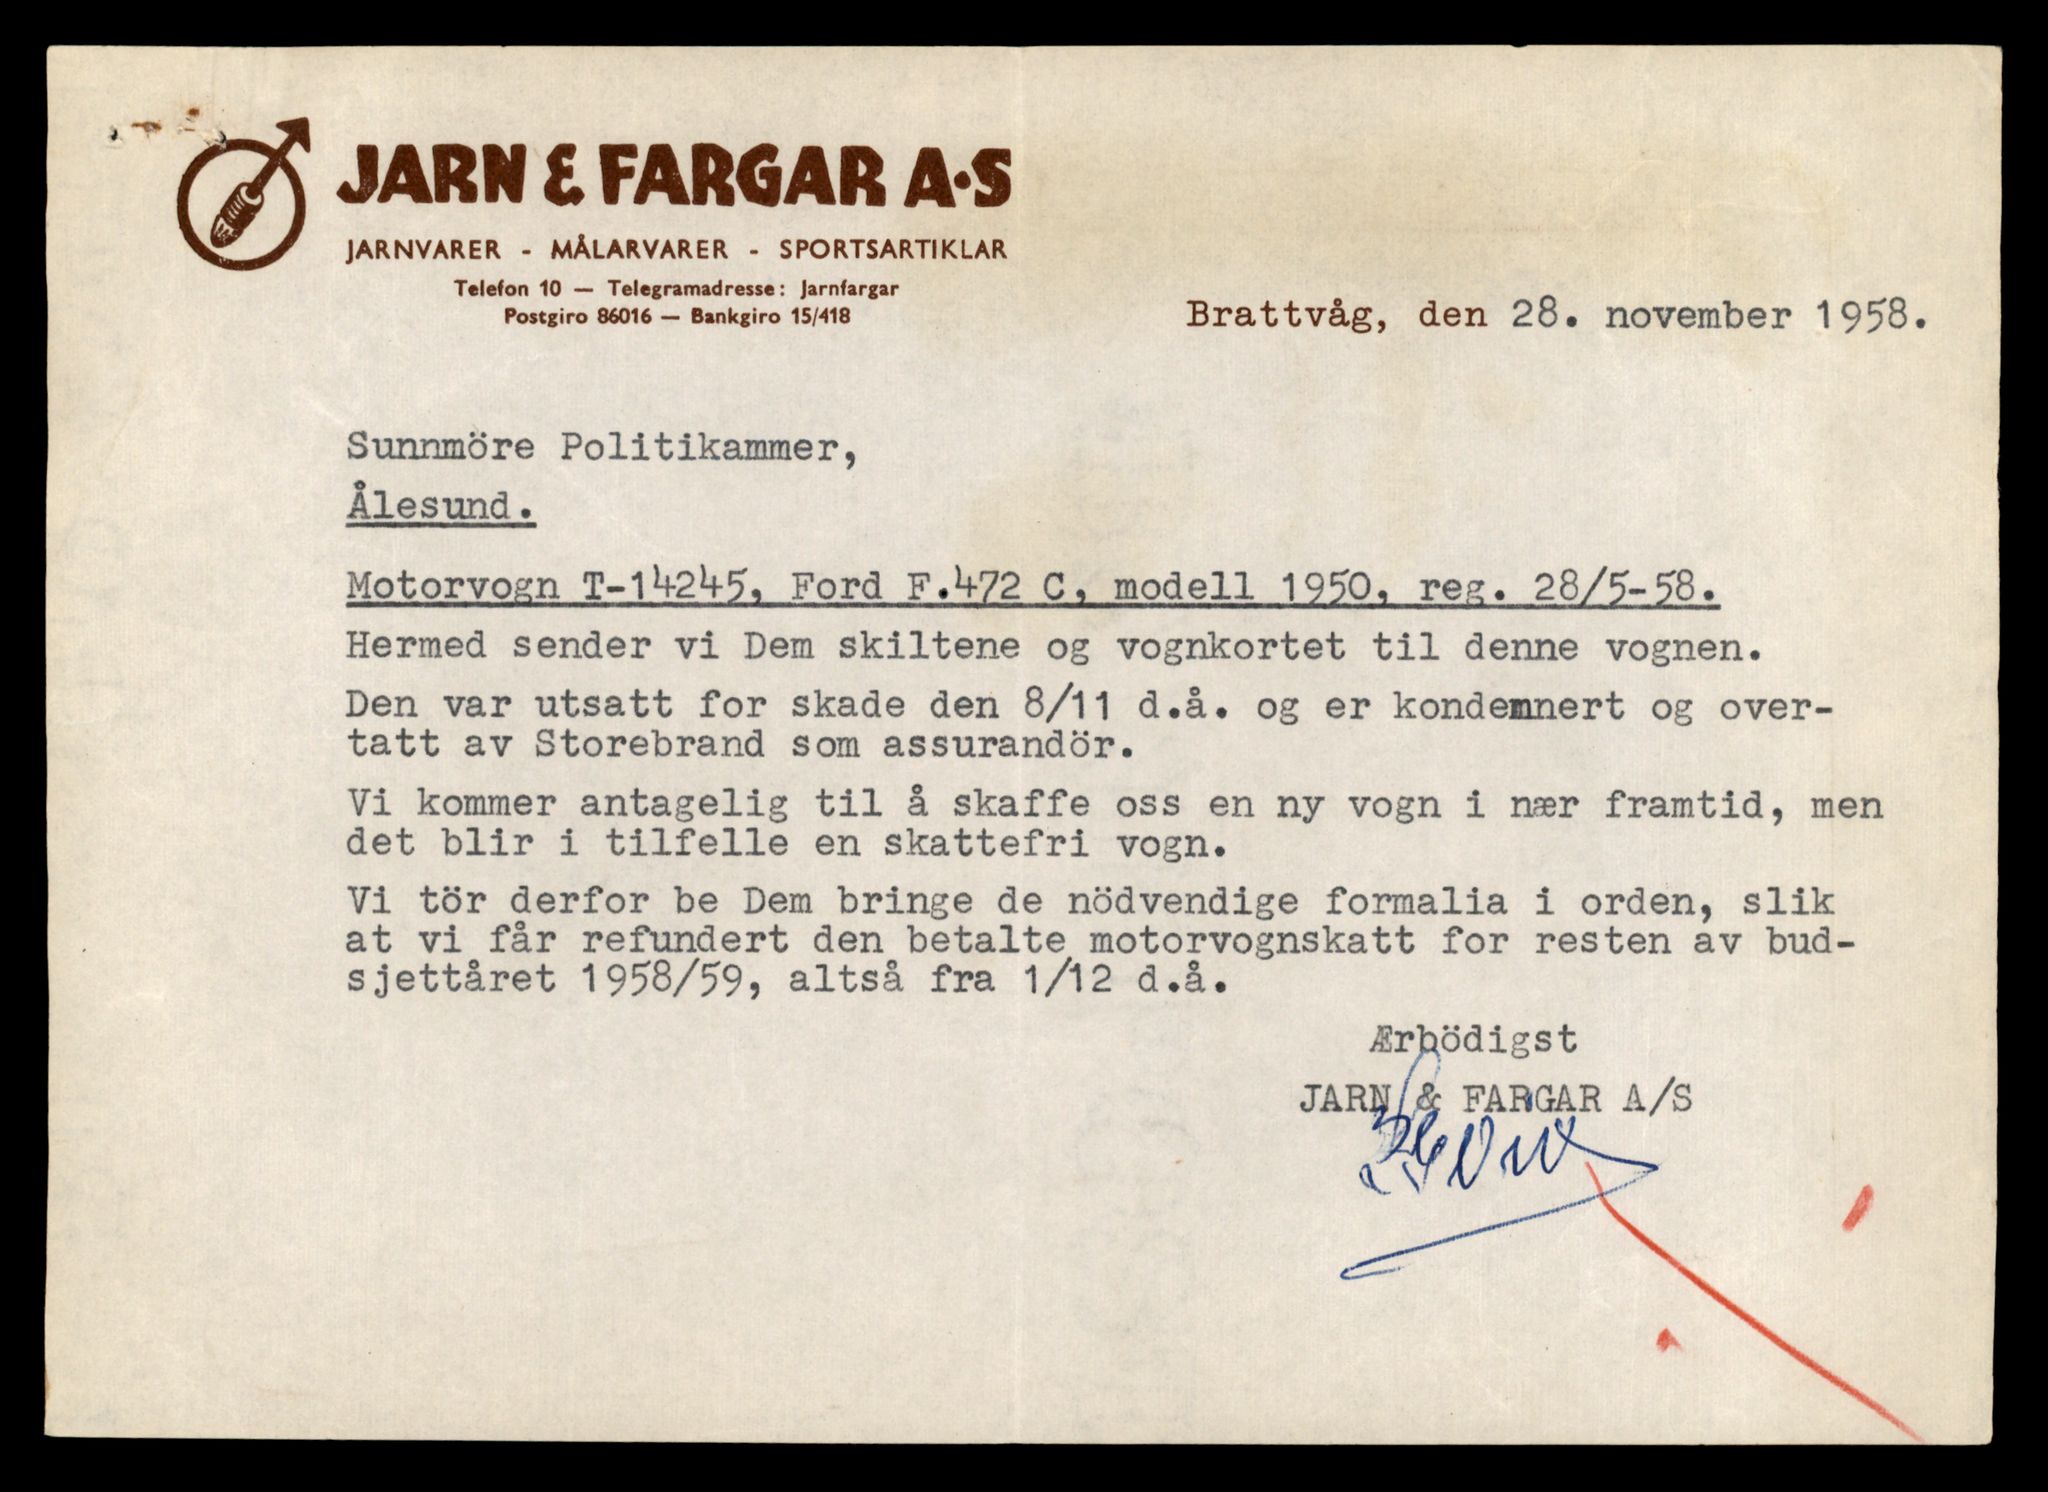 JARN & FARGAR A·S
JARNVARER - MÅLARVARER - SPORTSARTIKLAR
Telefon 10 — Telegramadresse: Jarnfargar
Postgiro 86016 — Bankgiro 15/418
Brattvåg, den 28. november 1958.
Sunnmöre Politikammer,
Ålesund.
Motorvogn T-14245, Ford F.472 C, modell 1950, reg. 28/5-58.
Hermed sender vi Dem skiltene og vognkortet til denne vognen.
Den var utsatt for skade den 8/11 d.å. og er kondemnert og over-
tatt av Storebrand som assurandör.
Vi kommer antagelig til å skaffe oss en ny vogn i nær framtid, men
det blir i tilfelle en skattefri vogn.
Vi tör derfor be Dem bringe de nödvendige formalia i orden, slik
at vi får refundert den betalte motorvognskatt for resten av bud-
sjettåret 1958/59, altså fra 1/12 d.å.
Ærbödigst
JARN & FARGAR A/S